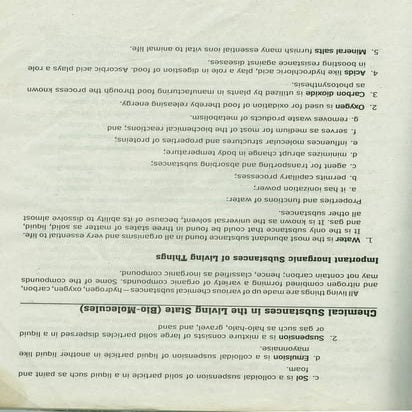 c. Sol is a colloidal suspension of solid particle in a liquid such as paint and
foam.
d. Emulsion is a colloidal suspension of liquid particle in another liquid like
mayonnaise.
2. Suspension is a mixture consists of large solid particles dispersed in a liquid
or gas such as halo-halo, gravel, and sand
Chemical Substances in the Living State (Bio-Molecules)
All living things are made up of various chemical substances – hydrogen, oxygen, carbon,
and nitrogen combined forming a variety of organic compounds. Some of the compounds
may not contain carbon; hence, classified as inorganic compound.
Important Inorganic Substances of Living Things
1. Water is the most abundant substance found in all organisms and very essential to life.
It is the only substance that could be found in three states of matter as solid, liquid,
and gas. It is known as the universal solvent, because of its ability to dissolve almost
all other substances.
Properties and functions of water:
a. it has ionization power;
b. permits capillary processes;
c. agent for transporting and absorbing substances;
d. minimizes abrupt change in body temperature;
e. influences molecular structures and properties of proteins;
f. serves as medium for most of the biochemical reactions; and
g. removes waste products of metabolism.
2. Oxygen is used for oxidation of food thereby releasing energy.
3. Carbon dioxide is utilized by plants in manufacturing food through the process known
as photosynthesis.
4. Acids like hydrochloric acid, play a role in digestion of food. Ascorbic acid plays a role
in boosting resistance against diseases.
5. Mineral salts furnish many essential ions vital to animal life.